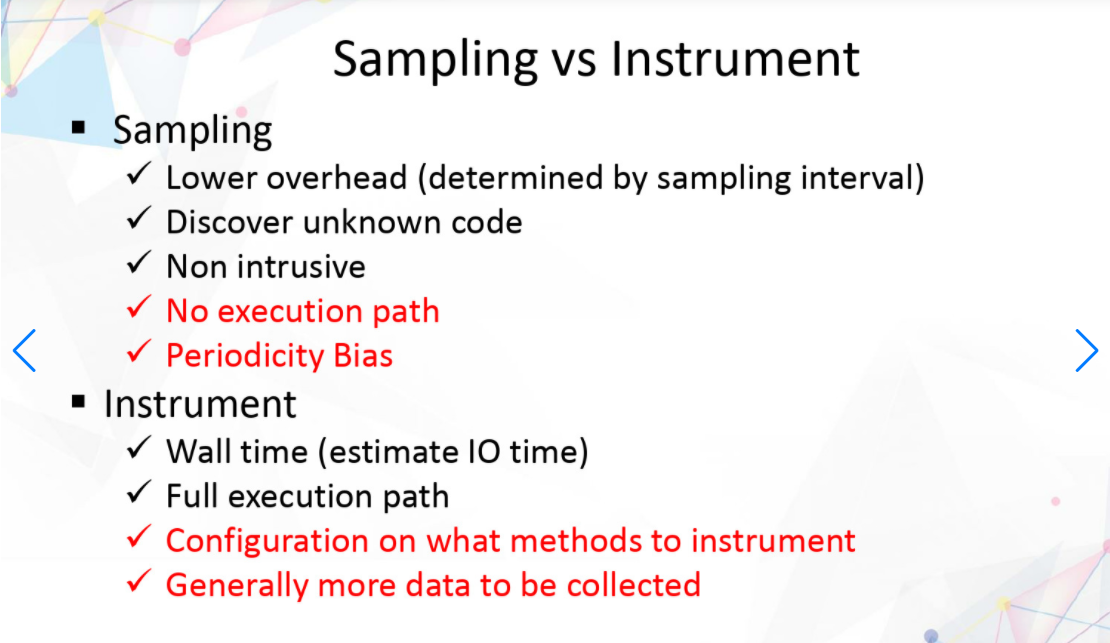 Sampling vs Instrument
▪ Sampling
✓ Lower overhead (determined by sampling interval)
✓ Discover unknown code
✓ Non intrusive
✓ No execution path
✓ Periodicity Bias
▪ Instrument
✓ Wall time (estimate IO time)
✓ Full execution path
✓ Configuration on what methods to instrument
✓ Generally more data to be collected